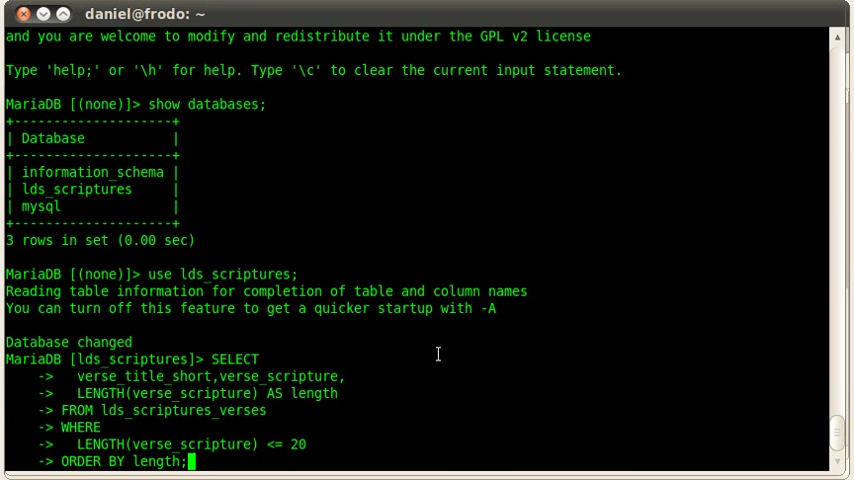 daniel@frodo: ~
and you are welcome to modify and redistribute it under the GPL v2 license
Type 'help;' or '\h' for help. Type '\c' to clear the current input statement.
MariaDB [(none)]> show databases;
+--------------------+
| Database           |
+--------------------+
| information_schema |
| lds_scriptures     |
| mysql              |
+--------------------+
3 rows in set (0.00 sec)
MariaDB [(none)]> use lds_scriptures;
Reading table information for completion of table and column names
You can turn off this feature to get a quicker startup with -A
Database changed
MariaDB [lds_scriptures]> SELECT
    ->   verse_title_short,verse_scripture,
    ->   LENGTH(verse_scripture) AS length
    -> FROM lds_scriptures_verses
    -> WHERE
    ->   LENGTH(verse_scripture) <= 20
    -> ORDER BY length;